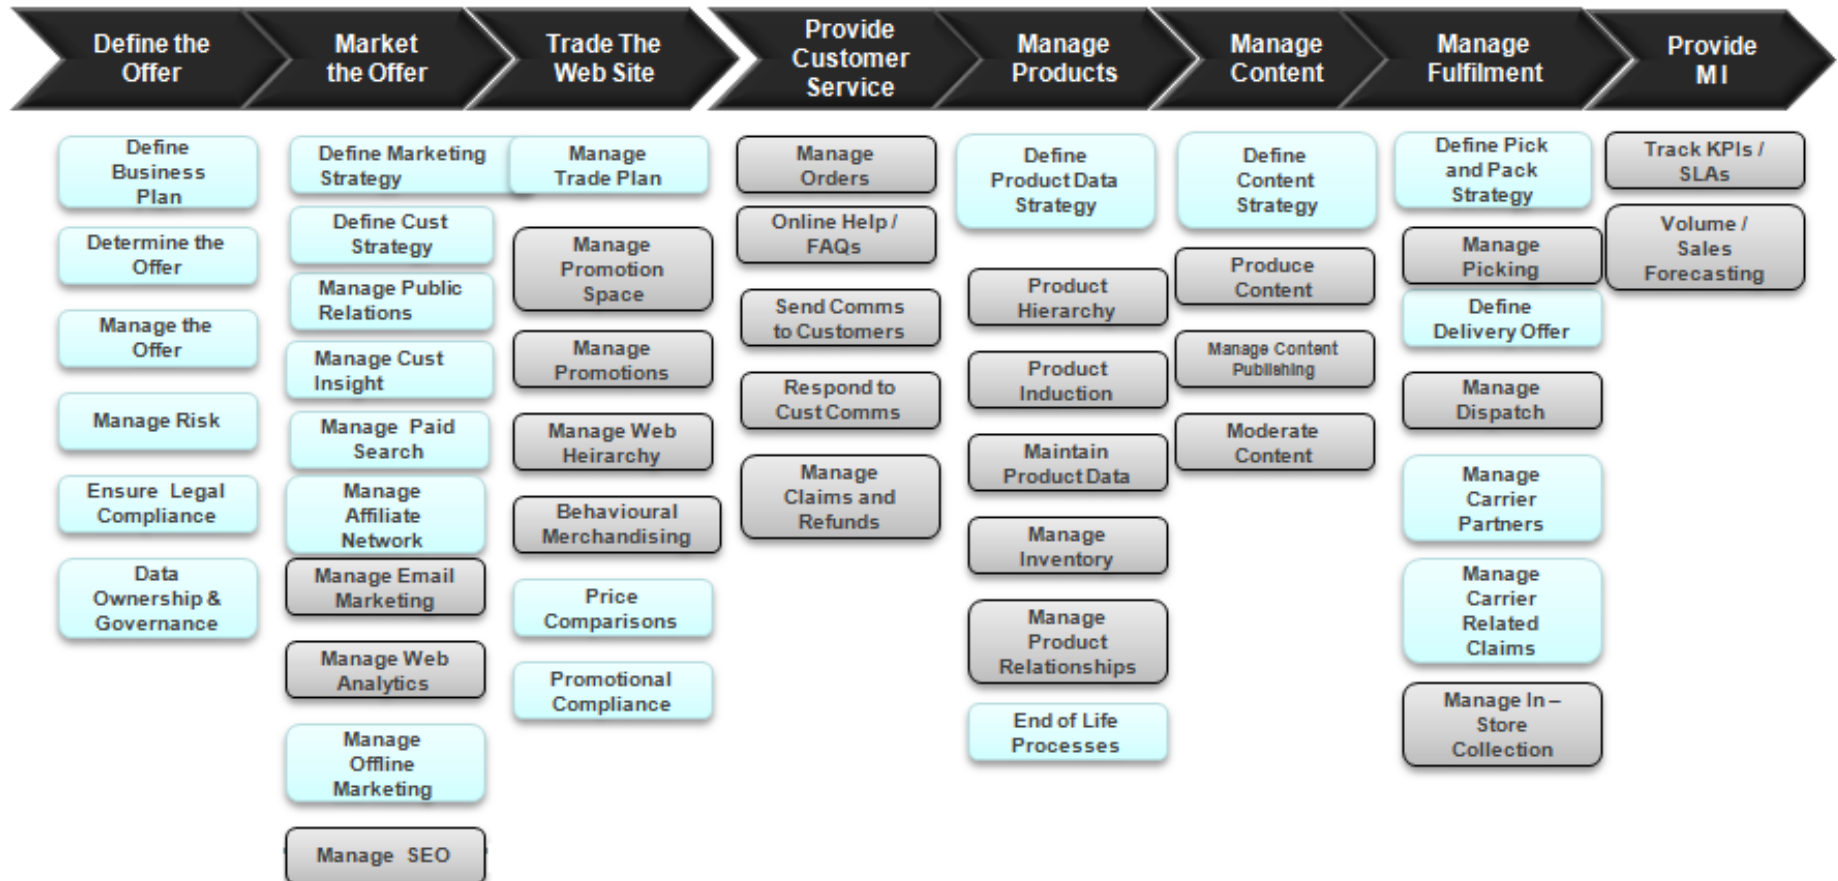 Define the
Offer
Market
the Offer
Trade The
Web Site
Provide
Customer
Service
Manage
Products
Manage
Content
Manage
Fulfilment
Provide
MI
Define
Business
Plan
Determine the
Offer
Manage the
Offer
Manage Risk
Ensure Legal
Compliance
Data
Ownership &
Governance
Define Marketing
Strategy
Define Cust
Strategy
Manage Public
Relations
Manage Cust
Insight
Manage Paid
Search
Manage
Affiliate
Network
Manage Email
Marketing
Manage Web
Analytics
Manage
Offline
Marketing
Manage SEO
Manage
Trade Plan
Manage
Promotion
Space
Manage
Promotions
Manage Web
Heirarchy
Behavioural
Merchandising
Price
Comparisons
Promotional
Compliance
Manage
Orders
Online Help /
FAQs
Send Comms
to Customers
Respond to
Cust Comms
Manage
Claims and
Refunds
Define
Product Data
Strategy
Product
Hierarchy
Product
Induction
Maintain
Product Data
Manage
Inventory
Manage
Product
Relationships
End of Life
Processes
Define
Content
Strategy
Produce
Content
Manage Content
Publishing
Moderate
Content
Define Pick
and Pack
Strategy
Manage
Picking
Define
Delivery Offer
Manage
Dispatch
Manage
Carrier
Partners
Manage
Carrier
Related
Claims
Manage In –
Store
Collection
Track KPIs /
SLAs
Volume /
Sales
Forecasting